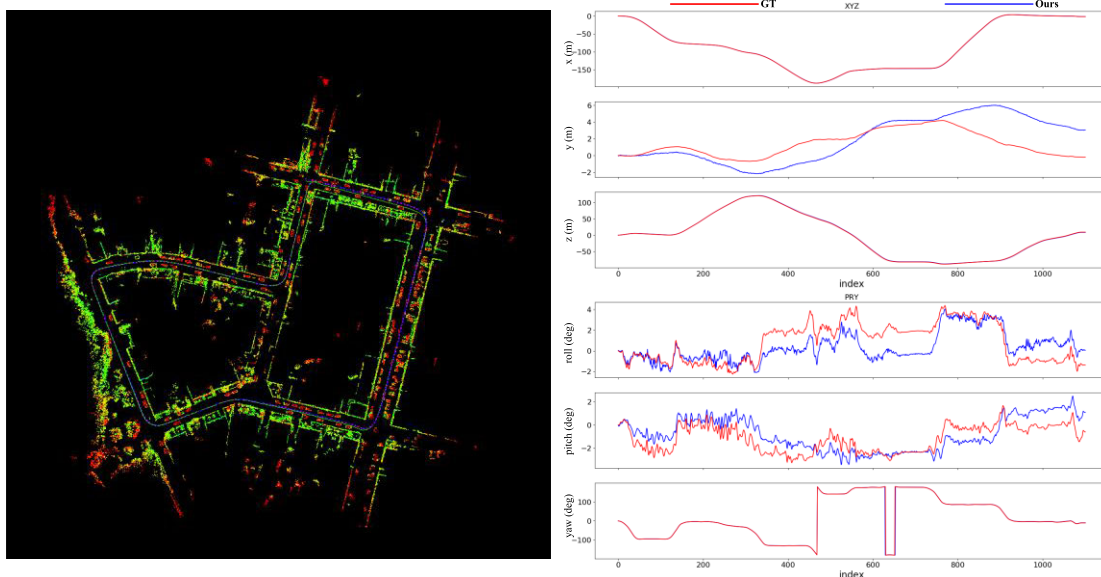 GT
Ours
XYZ
x (m)
0
−50
−100
−150
y (m)
6
4
2
0
−2
z (m)
100
50
0
−50
0
200
400
600
800
1000
index
PRY
roll (deg)
4
2
0
−2
pitch (deg)
2
0
−2
yaw (deg)
100
0
−100
0
200
400
600
800
1000
index